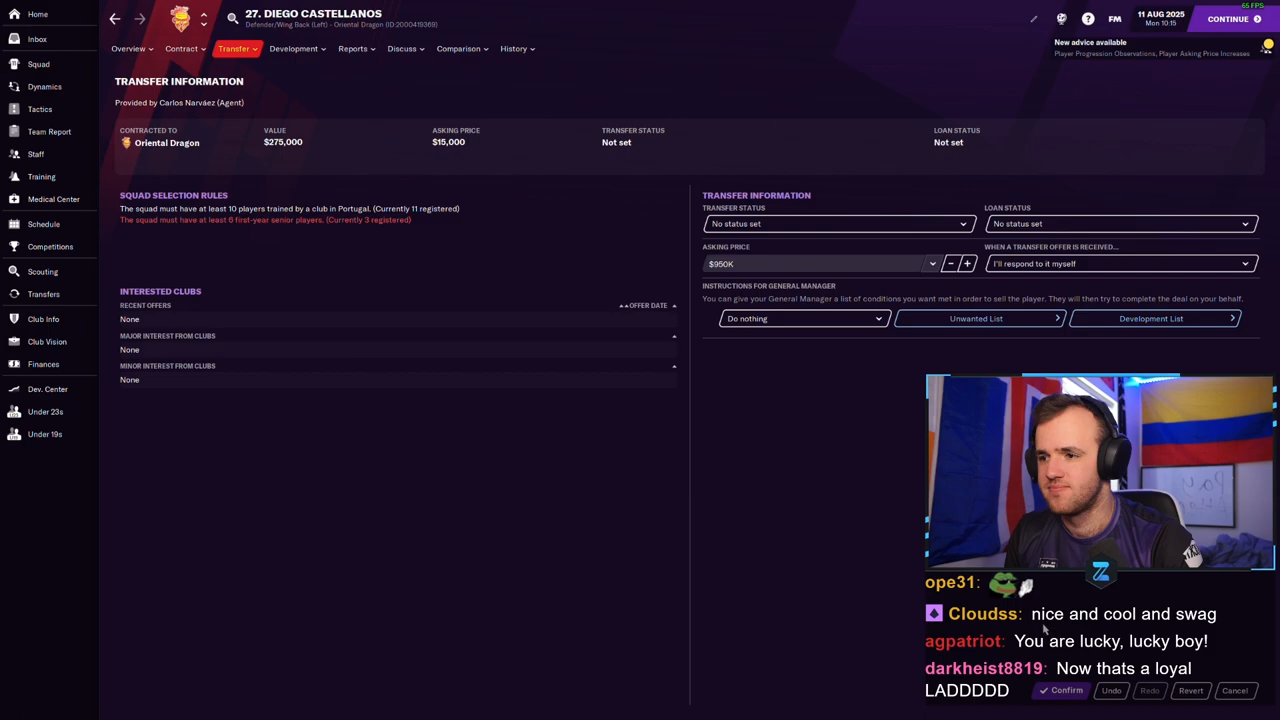 65 FPS
Home
27. DIEGO CASTELLANOS
Defender/Wing Back (Left) - Oriental Dragon (ID:2000419369)
FM
11 AUG 2025
Mon 10:15
CONTINUE
Inbox
Squad
Dynamics
Tactics
Team Report
Staff
Training
Medical Center
Schedule
Competitions
Scouting
Transfers
Club Info
Club Vision
Finances
Dev. Center
Under 23s
Under 19s
Overview
Contract
Transfer
Development
Reports
Discuss
Comparison
History
New advice available
Player Progression Observations, Player Asking Price Increases
TRANSFER INFORMATION
Provided by Carlos Narváez (Agent)
CONTRACTED TO
Oriental Dragon
VALUE
$275,000
ASKING PRICE
$15,000
TRANSFER STATUS
Not set
LOAN STATUS
Not set
SQUAD SELECTION RULES
The squad must have at least 10 players trained by a club in Portugal. (Currently 11 registered)
The squad must have at least 6 first-year senior players. (Currently 3 registered)
INTERESTED CLUBS
RECENT OFFERS
OFFER DATE
None
MAJOR INTEREST FROM CLUBS
None
MINOR INTEREST FROM CLUBS
None
TRANSFER INFORMATION
TRANSFER STATUS
No status set
LOAN STATUS
No status set
ASKING PRICE
$950K
WHEN A TRANSFER OFFER IS RECEIVED...
I'll respond to it myself
INSTRUCTIONS FOR GENERAL MANAGER
You can give your General Manager a list of conditions you want met in order to sell the player. They will then try to complete the deal on your behalf.
Do nothing
Unwanted List
Development List
ope31:
Cloudss: nice and cool and swag
agpatriot: You are lucky, lucky boy!
darkheist8819: Now thats a loyal
LADDDDD
Confirm
Undo
Redo
Revert
Cancel